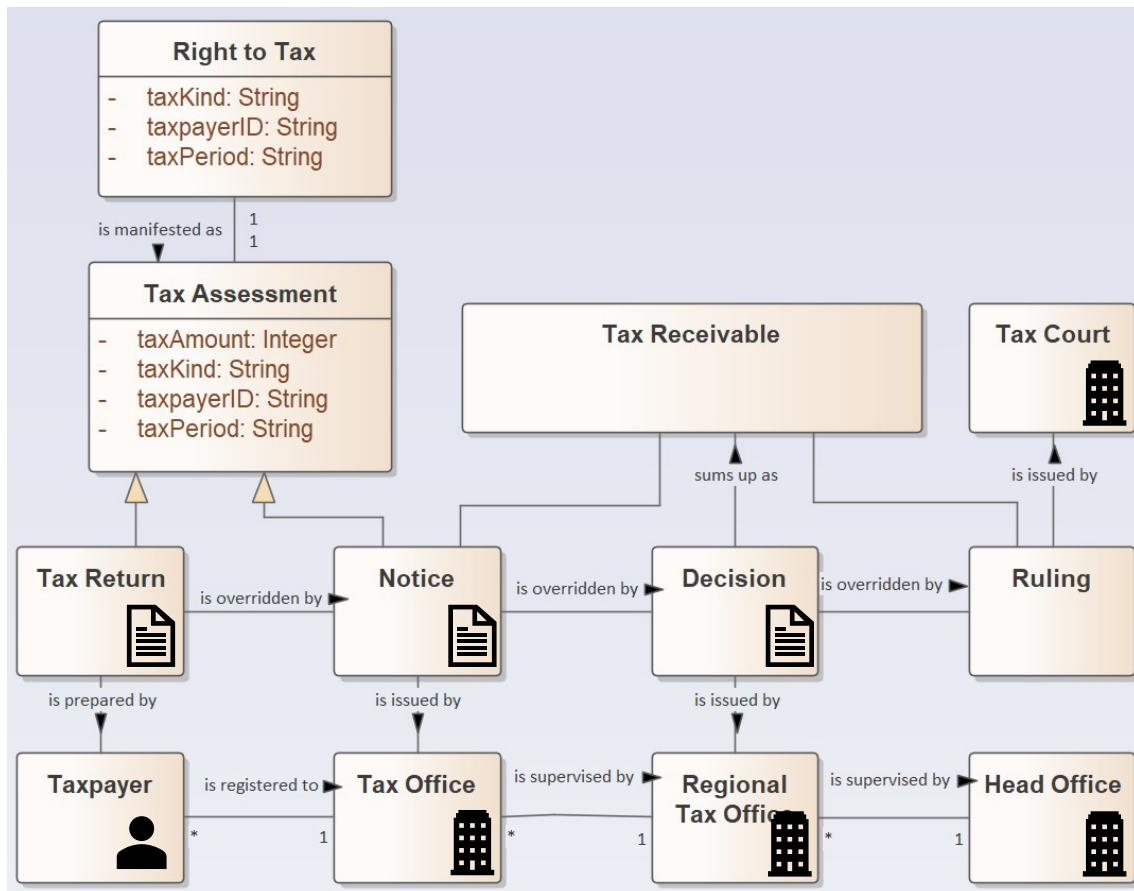 Right to Tax
- taxKind: String
- taxpayerID: String
- taxPeriod: String
1
is manifested as
1
Tax Assessment
- taxAmount: Integer
- taxKind: String
- taxpayerID: String
- taxPeriod: String
Tax Receivable
Tax Court
sums up as
is issued by
Tax Return
is overridden by
Notice
is overridden by
Decision
is overridden by
Ruling
is prepared by
is issued by
is issued by
Taxpayer
is registered to
*
1
Tax Office
is supervised by
*
1
Regional
Tax Office
is supervised by
*
1
Head Office